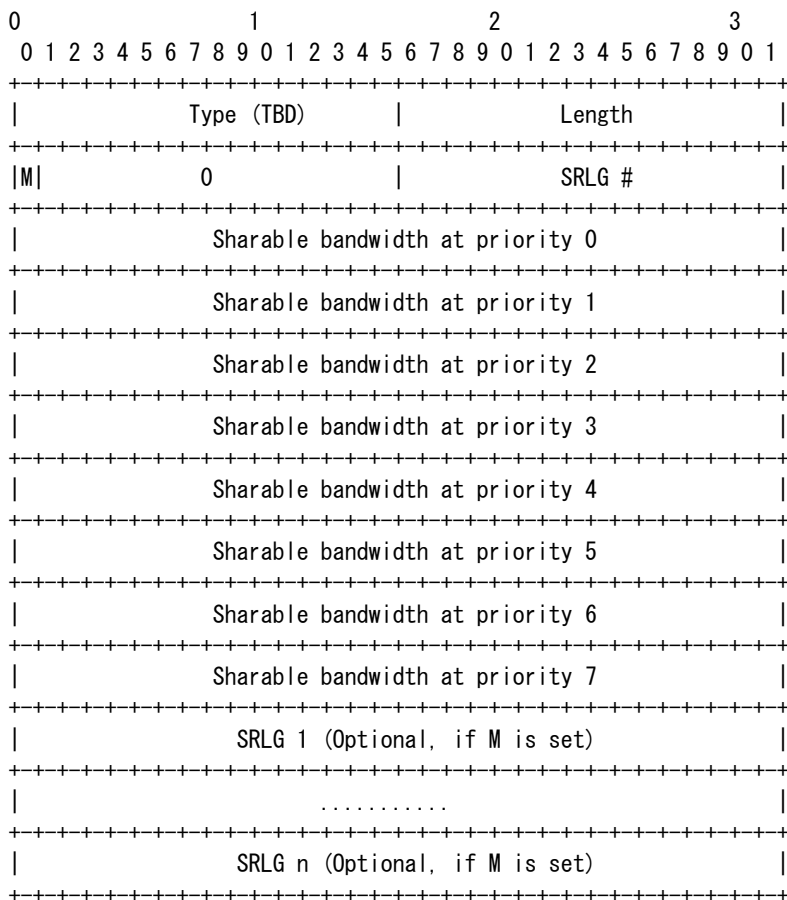 0                   1                   2                   3
 0 1 2 3 4 5 6 7 8 9 0 1 2 3 4 5 6 7 8 9 0 1 2 3 4 5 6 7 8 9 0 1
+-+-+-+-+-+-+-+-+-+-+-+-+-+-+-+-+-+-+-+-+-+-+-+-+-+-+-+-+-+-+-+-+
|              Type (TBD)       |             Length            |
+-+-+-+-+-+-+-+-+-+-+-+-+-+-+-+-+-+-+-+-+-+-+-+-+-+-+-+-+-+-+-+-+
|M|             0               |             SRLG #            |
+-+-+-+-+-+-+-+-+-+-+-+-+-+-+-+-+-+-+-+-+-+-+-+-+-+-+-+-+-+-+-+-+
|                Sharable bandwidth at priority 0               |
+-+-+-+-+-+-+-+-+-+-+-+-+-+-+-+-+-+-+-+-+-+-+-+-+-+-+-+-+-+-+-+-+
|                Sharable bandwidth at priority 1               |
+-+-+-+-+-+-+-+-+-+-+-+-+-+-+-+-+-+-+-+-+-+-+-+-+-+-+-+-+-+-+-+-+
|                Sharable bandwidth at priority 2               |
+-+-+-+-+-+-+-+-+-+-+-+-+-+-+-+-+-+-+-+-+-+-+-+-+-+-+-+-+-+-+-+-+
|                Sharable bandwidth at priority 3               |
+-+-+-+-+-+-+-+-+-+-+-+-+-+-+-+-+-+-+-+-+-+-+-+-+-+-+-+-+-+-+-+-+
|                Sharable bandwidth at priority 4               |
+-+-+-+-+-+-+-+-+-+-+-+-+-+-+-+-+-+-+-+-+-+-+-+-+-+-+-+-+-+-+-+-+
|                Sharable bandwidth at priority 5               |
+-+-+-+-+-+-+-+-+-+-+-+-+-+-+-+-+-+-+-+-+-+-+-+-+-+-+-+-+-+-+-+-+
|                Sharable bandwidth at priority 6               |
+-+-+-+-+-+-+-+-+-+-+-+-+-+-+-+-+-+-+-+-+-+-+-+-+-+-+-+-+-+-+-+-+
|                Sharable bandwidth at priority 7               |
+-+-+-+-+-+-+-+-+-+-+-+-+-+-+-+-+-+-+-+-+-+-+-+-+-+-+-+-+-+-+-+-+
|                  SRLG 1 (Optional, if M is set)               |
+-+-+-+-+-+-+-+-+-+-+-+-+-+-+-+-+-+-+-+-+-+-+-+-+-+-+-+-+-+-+-+-+
|                         ...........                           |
+-+-+-+-+-+-+-+-+-+-+-+-+-+-+-+-+-+-+-+-+-+-+-+-+-+-+-+-+-+-+-+-+
|                  SRLG n (Optional, if M is set)               |
+-+-+-+-+-+-+-+-+-+-+-+-+-+-+-+-+-+-+-+-+-+-+-+-+-+-+-+-+-+-+-+-+